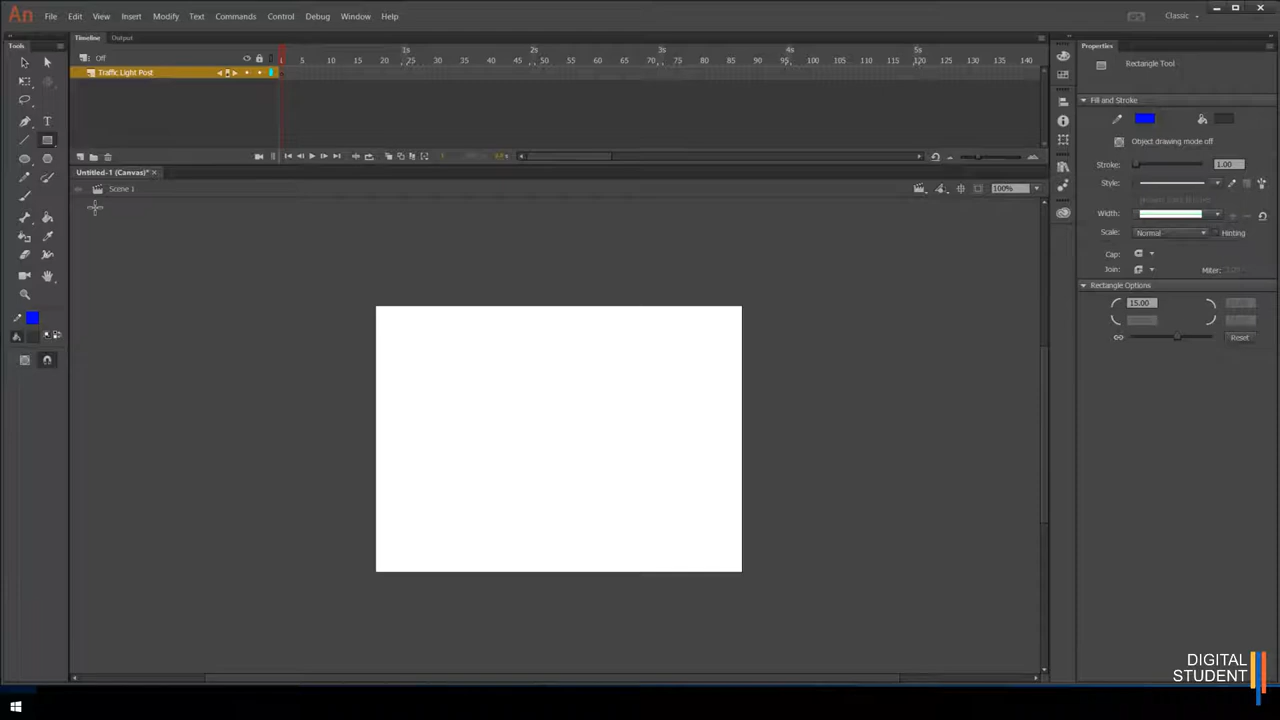 An File Edit View Insert Modify Text Commands Control Debug Window Help Classic
Timeline Output
Tools
Properties
1s 2s 3s 4s 5s
Off
1 5 10 15 20 25 30 35 40 45 50 55 60 65 70 75 80 85 90 95 100 105 110 115 120 125 130 135 140
Rectangle Tool
Traffic Light Post
Fill and Stroke
Object drawing mode off
Stroke: 1.00
Untitled-1 (Canvas)* ×
Style:
Scene 1
100%
Width:
Scale: Normal Hinting
Cap:
Join: Miter:
Rectangle Options
15.00
Reset
DIGITAL
STUDENT